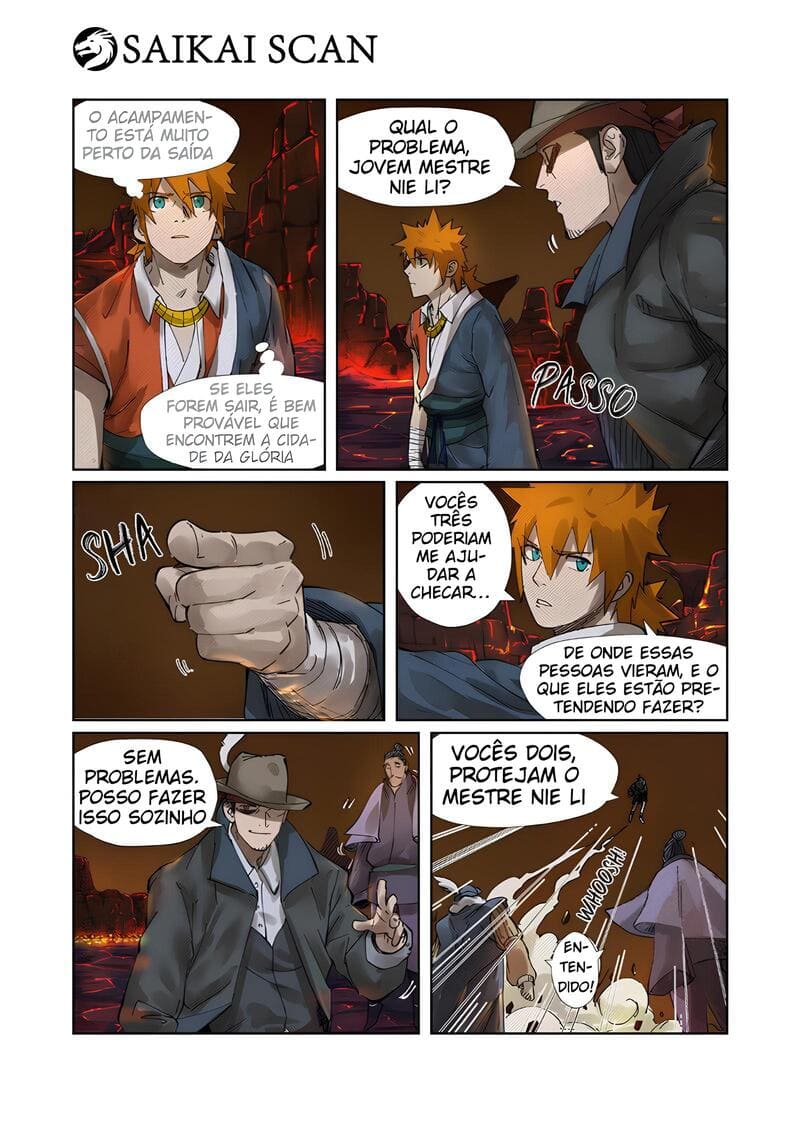 SAIKAI SCAN
O ACAMPAMEN-
TO ESTÁ MUITO
PERTO DA SAÍDA
SE ELES
FOREM SAIR, É BEM
PROVÁVEL QUE
ENCONTREM A CIDA-
DE DA GLÓRIA
QUAL O
PROBLEMA,
JOVEM MESTRE
NIE LI?
PASSO
SHA
VOCÊS
TRÊS
PODERIAM
ME AJU-
DAR A
CHECAR...
DE ONDE ESSAS
PESSOAS VIERAM, E O
QUE ELES ESTÃO PRE-
TENDENDO FAZER?
SEM
PROBLEMAS.
POSSO FAZER
ISSO SOZINHO
VOCÊS DOIS,
PROTEJAM O
MESTRE NIE LI
WHOOSH!
EN-
TEN-
DIDO!